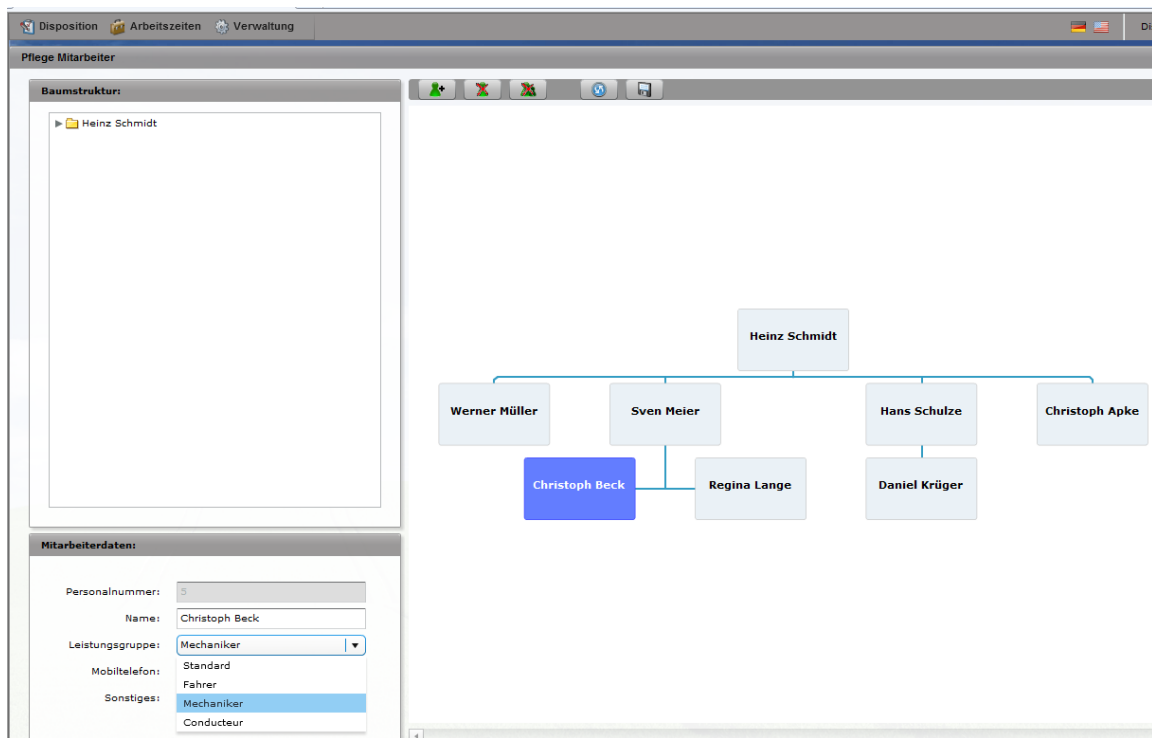 Disposition Arbeitszeiten Verwaltung Di
Pflege Mitarbeiter
Baumstruktur:
Heinz Schmidt
Heinz Schmidt
Werner Müller Sven Meier Hans Schulze Christoph Apke
Christoph Beck Regina Lange Daniel Krüger
Mitarbeiterdaten:
Personalnummer: 5
Name: Christoph Beck
Leistungsgruppe: Mechaniker
Mobiltelefon:
Sonstiges:
Standard
Fahrer
Mechaniker
Conducteur